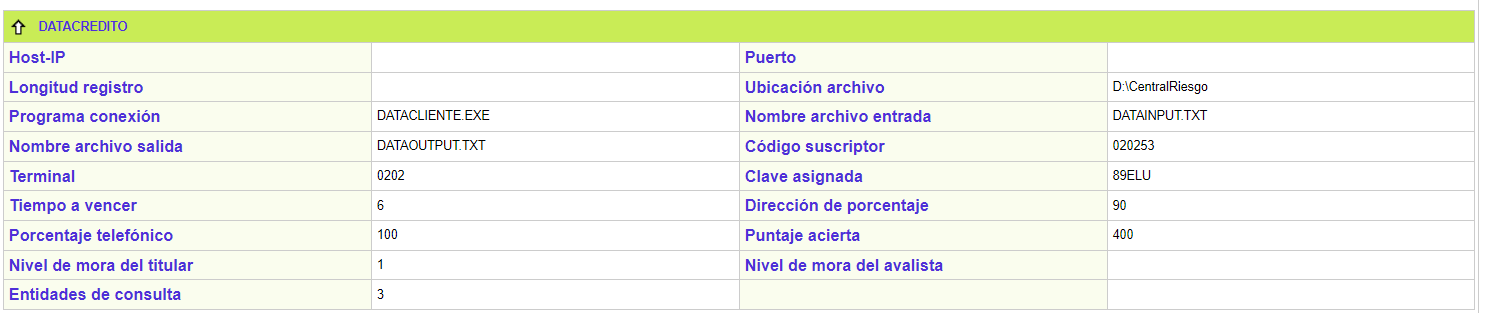 DATACREDITO
Host-IP Puerto
Longitud registro Ubicación archivo D:\CentralRiesgo
Programa conexión DATACLIENTE.EXE Nombre archivo entrada DATAINPUT.TXT
Nombre archivo salida DATAOUTPUT.TXT Código suscriptor 020253
Terminal 0202 Clave asignada 89ELU
Tiempo a vencer 6 Dirección de porcentaje 90
Porcentaje telefónico 100 Puntaje acierta 400
Nivel de mora del titular 1 Nivel de mora del avalista
Entidades de consulta 3